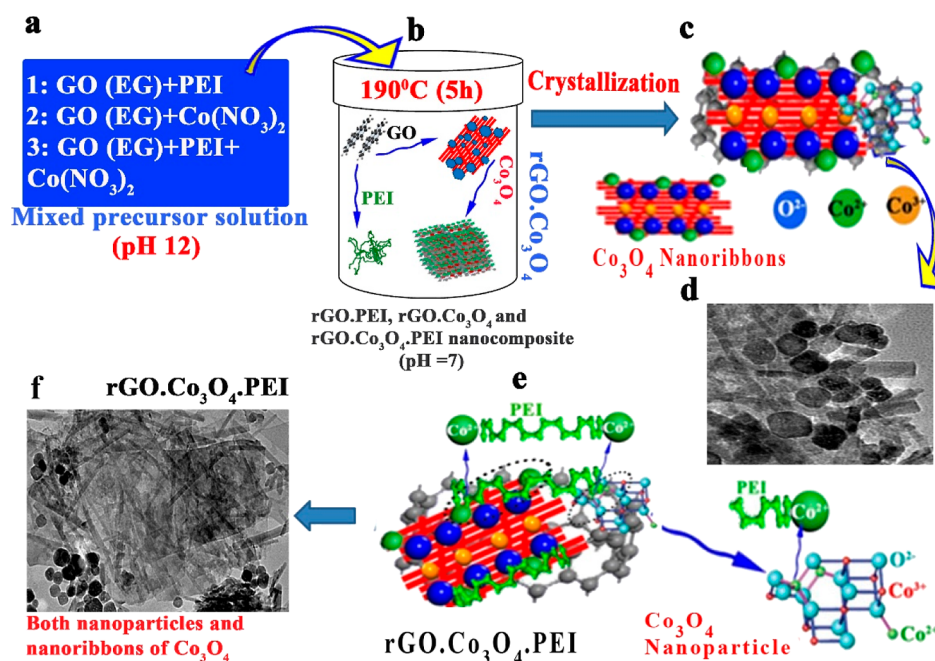 a
1: GO (EG)+PEI
2: GO (EG)+Co(NO₃)₂
3: GO (EG)+PEI+
Co(NO₃)₂
Mixed precursor solution
(pH 12)
b
190⁰C (5h)
GO
PEI
Co₃O₄
rGO.Co₃O₄
rGO.PEI, rGO.Co₃O₄ and
rGO.Co₃O₄.PEI nanocomposite
(pH =7)
Crystallization
c
O²⁻
Co²⁺
Co³⁺
Co₃O₄ Nanoribbons
d
f
rGO.Co₃O₄.PEI
Both nanoparticles and
nanoribbons of Co₃O₄
e
PEI
Co²⁺
Co²⁺
rGO.Co₃O₄.PEI
PEI
Co²⁺
O²⁻
Co³⁺
Co²⁺
Co₃O₄
Nanoparticle